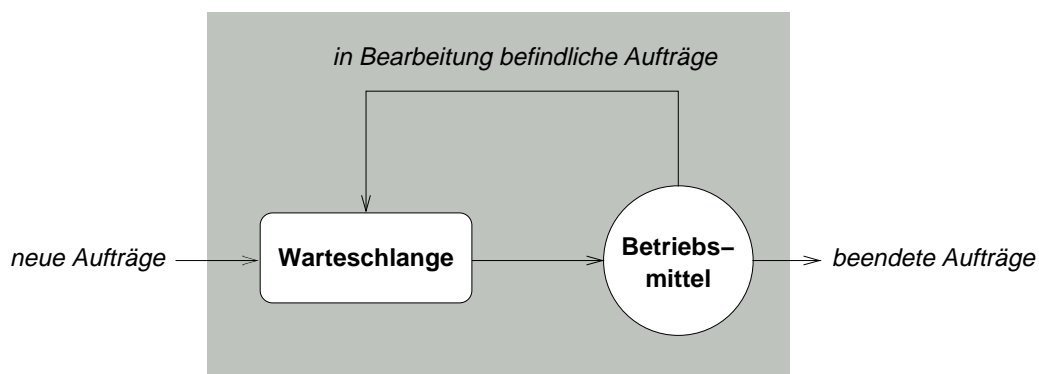 in Bearbeitung befindliche Aufträge
neue Aufträge
Warteschlange
Betriebs–
mittel
beendete Aufträge